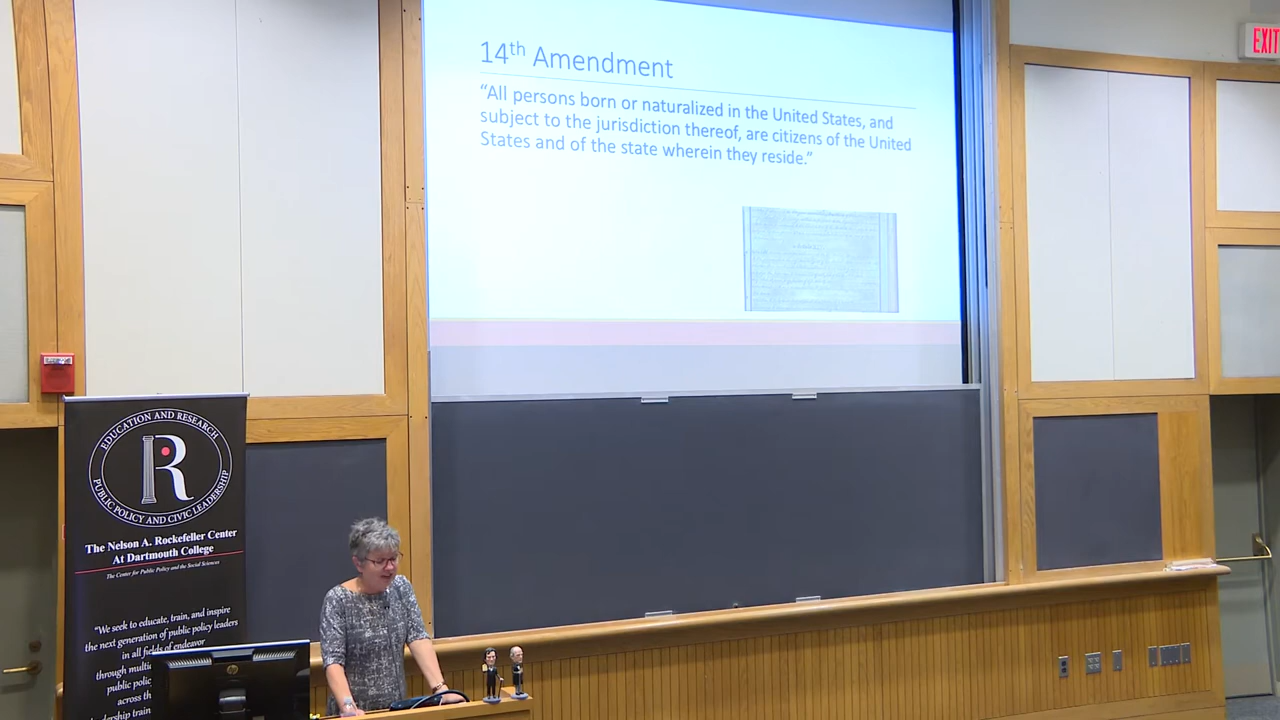 14th Amendment
“All persons born or naturalized in the United States, and
subject to the jurisdiction thereof, are citizens of the United
States and of the state wherein they reside.”
EXIT
EDUCATION AND RESEARCH
R
PUBLIC POLICY AND CIVIC LEADERSHIP
The Nelson A. Rockefeller Center
At Dartmouth College
The Center for Public Policy and the Social Sciences
“We seek to educate, train, and inspire
the next generation of public policy leaders
in all fields of endeavor
through
public
across
hp